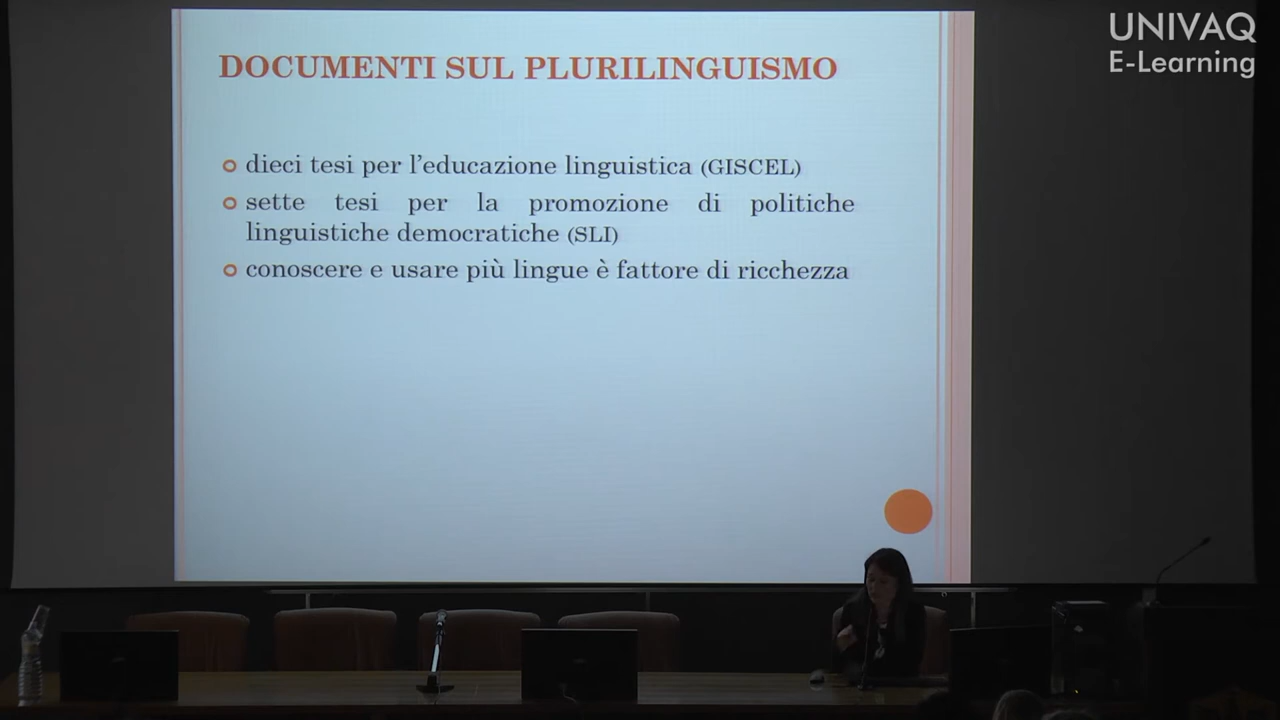 UNIVAQ
E-Learning
DOCUMENTI SUL PLURILINGUISMO
dieci tesi per l’educazione linguistica (GISCEL)
sette tesi per la promozione di politiche
linguistiche democratiche (SLI)
conoscere e usare più lingue è fattore di ricchezza